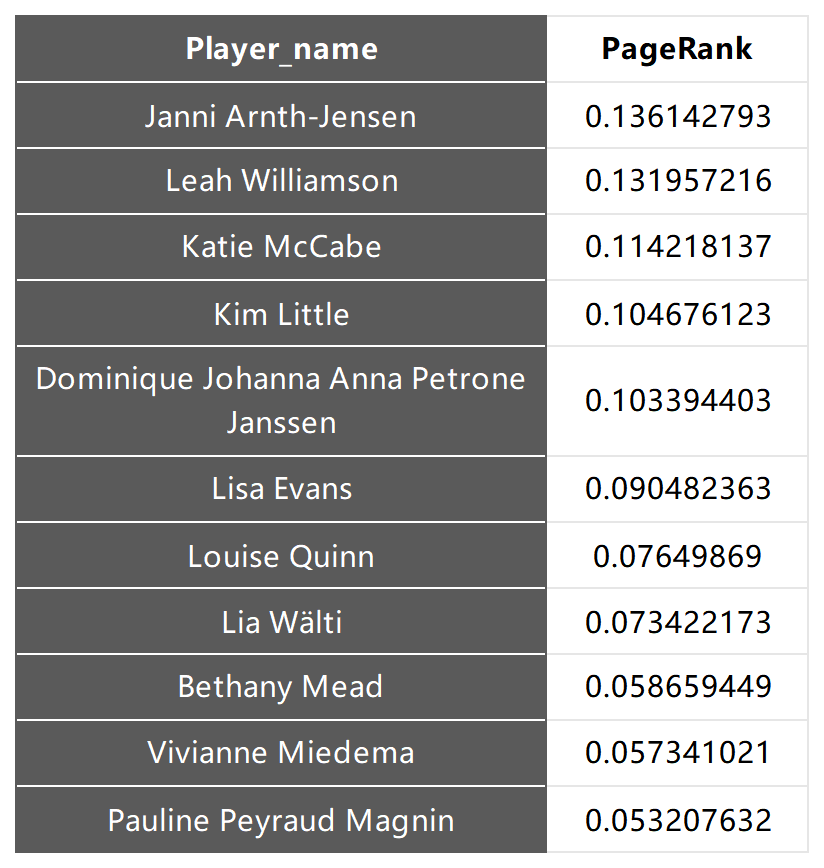 Player_name PageRank
Janni Arnth-Jensen 0.136142793
Leah Williamson 0.131957216
Katie McCabe 0.114218137
Kim Little 0.104676123
Dominique Johanna Anna Petrone
Janssen 0.103394403
Lisa Evans 0.090482363
Louise Quinn 0.07649869
Lia Wälti 0.073422173
Bethany Mead 0.058659449
Vivianne Miedema 0.057341021
Pauline Peyraud Magnin 0.053207632